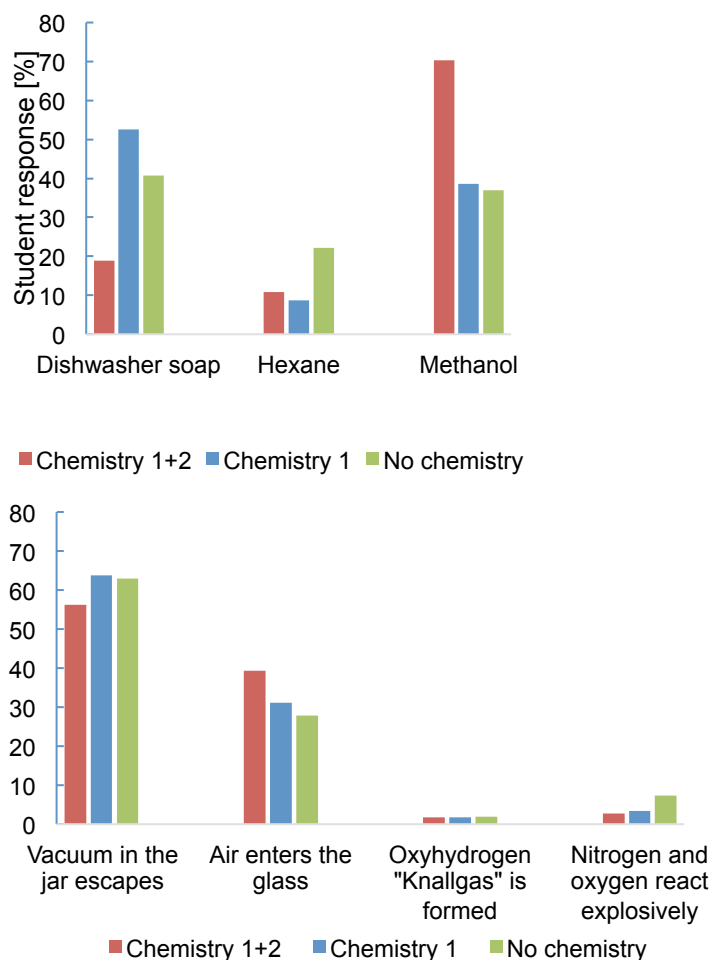 Student response [%]
80
70
60
50
40
30
20
10
0
Dishwasher soap Hexane Methanol
Chemistry 1+2 Chemistry 1 No chemistry
80
70
60
50
40
30
20
10
0
Vacuum in the
jar escapes
Air enters the
glass
Oxyhydrogen
"Knallgas" is
formed
Nitrogen and
oxygen react
explosively
Chemistry 1+2 Chemistry 1 No chemistry